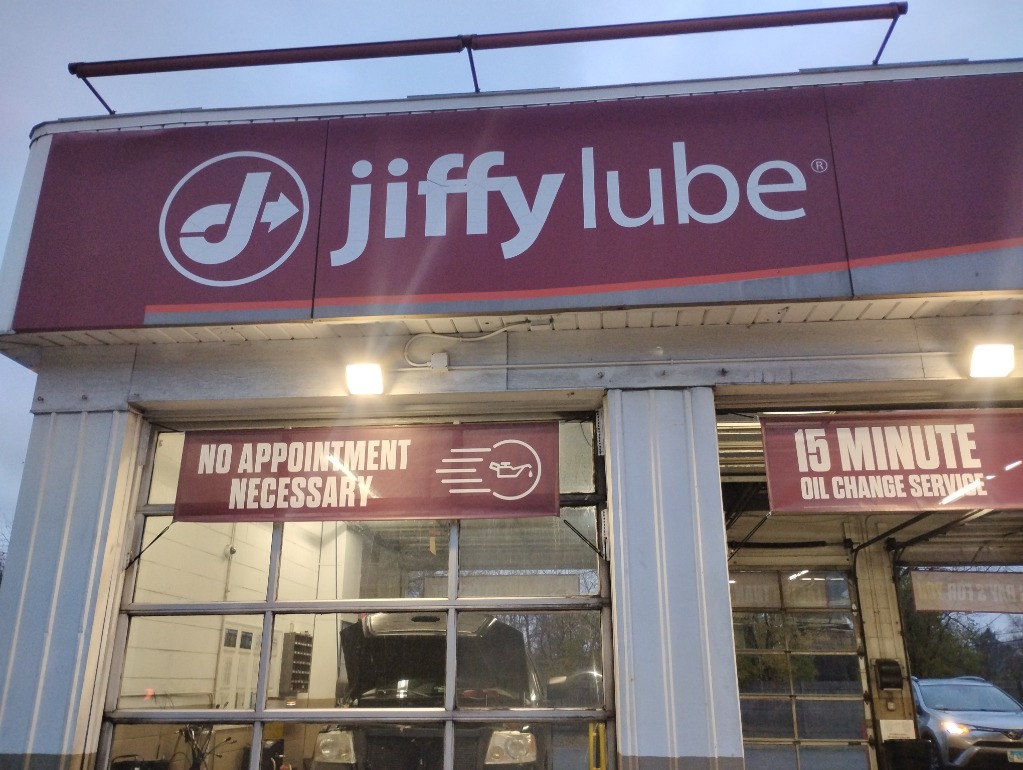 jiffy lube®
NO APPOINTMENT
NECESSARY
15 MINUTE
OIL CHANGE SERVICE